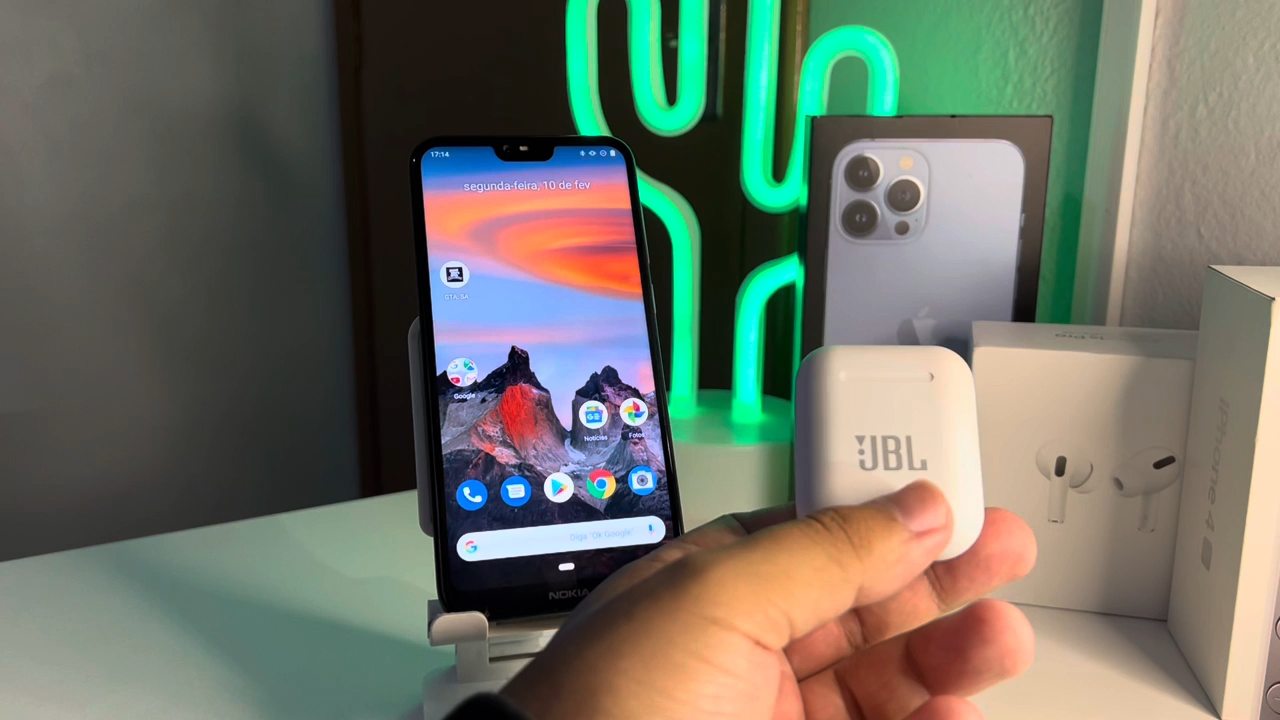 17:14
segunda-feira, 10 de fev
GTA: SA
Google
Notícias
Fotos
Diga "Ok Google"
NOKIA
JBL
iPhone 4